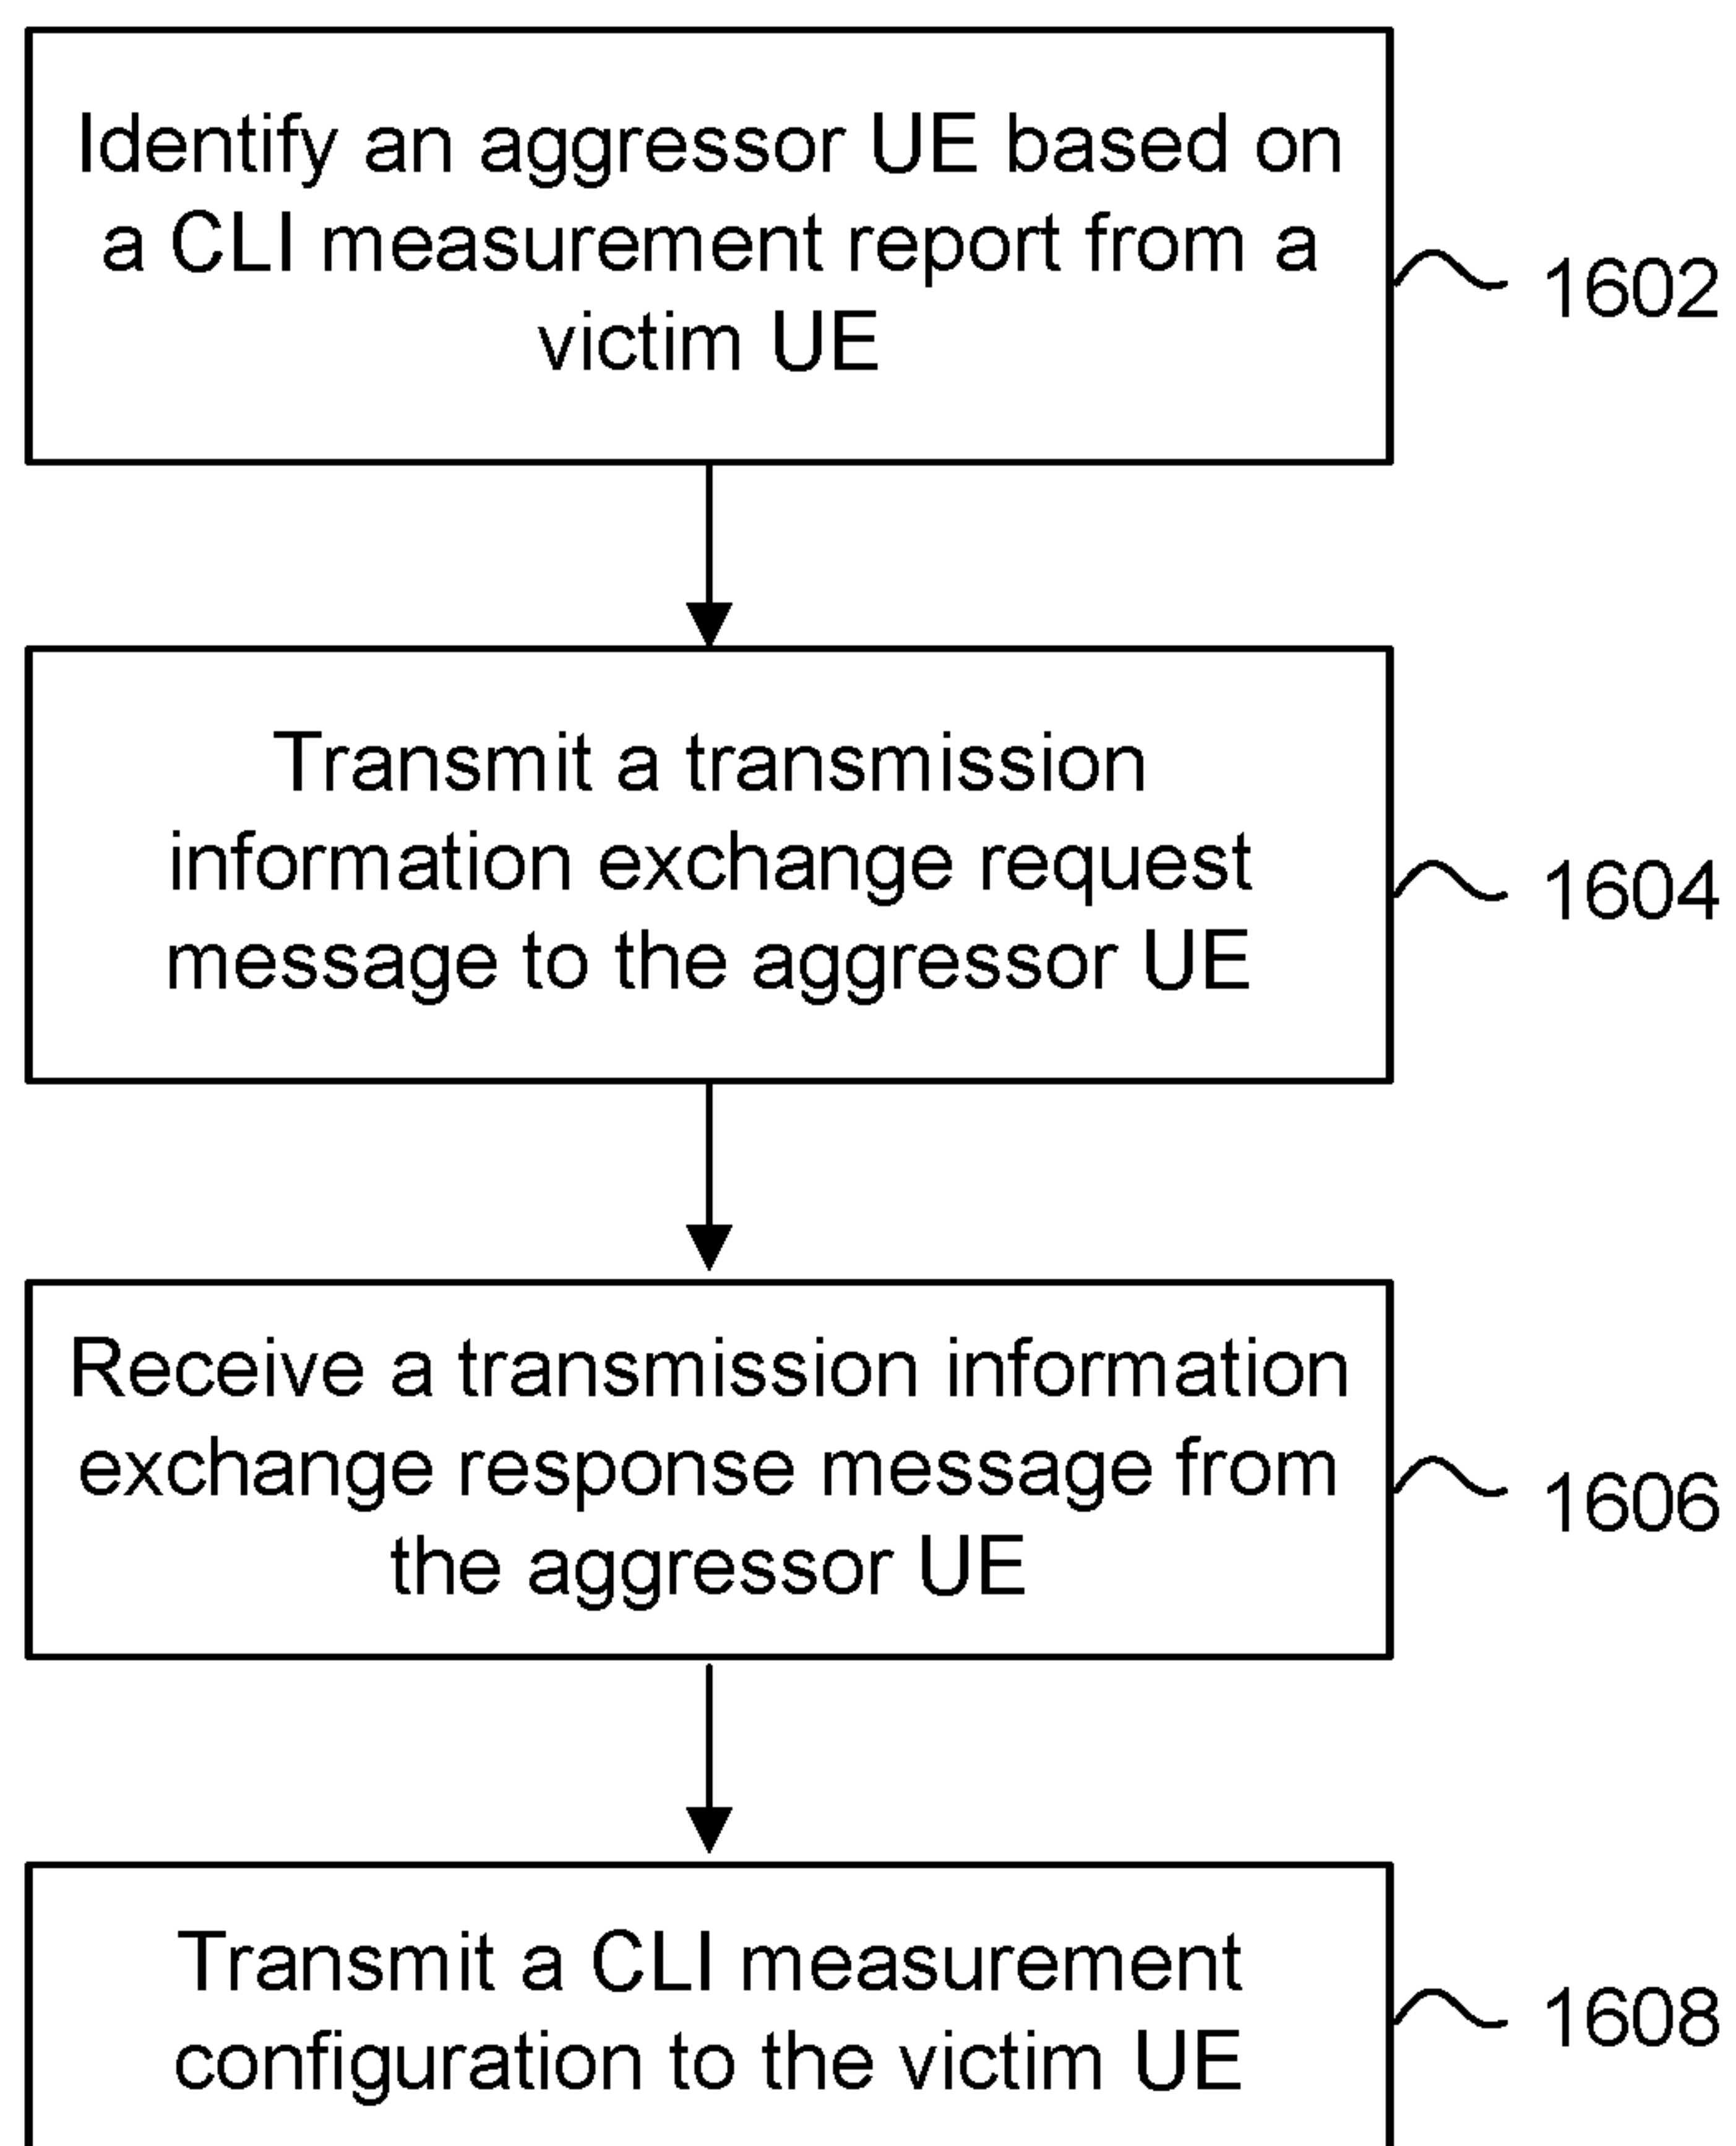 Identify an aggressor UE based on
a CLI measurement report from a
victim UE
1602
Transmit a transmission
information exchange request
message to the aggressor UE
1604
Receive a transmission information
exchange response message from
the aggressor UE
1606
Transmit a CLI measurement
configuration to the victim UE
1608